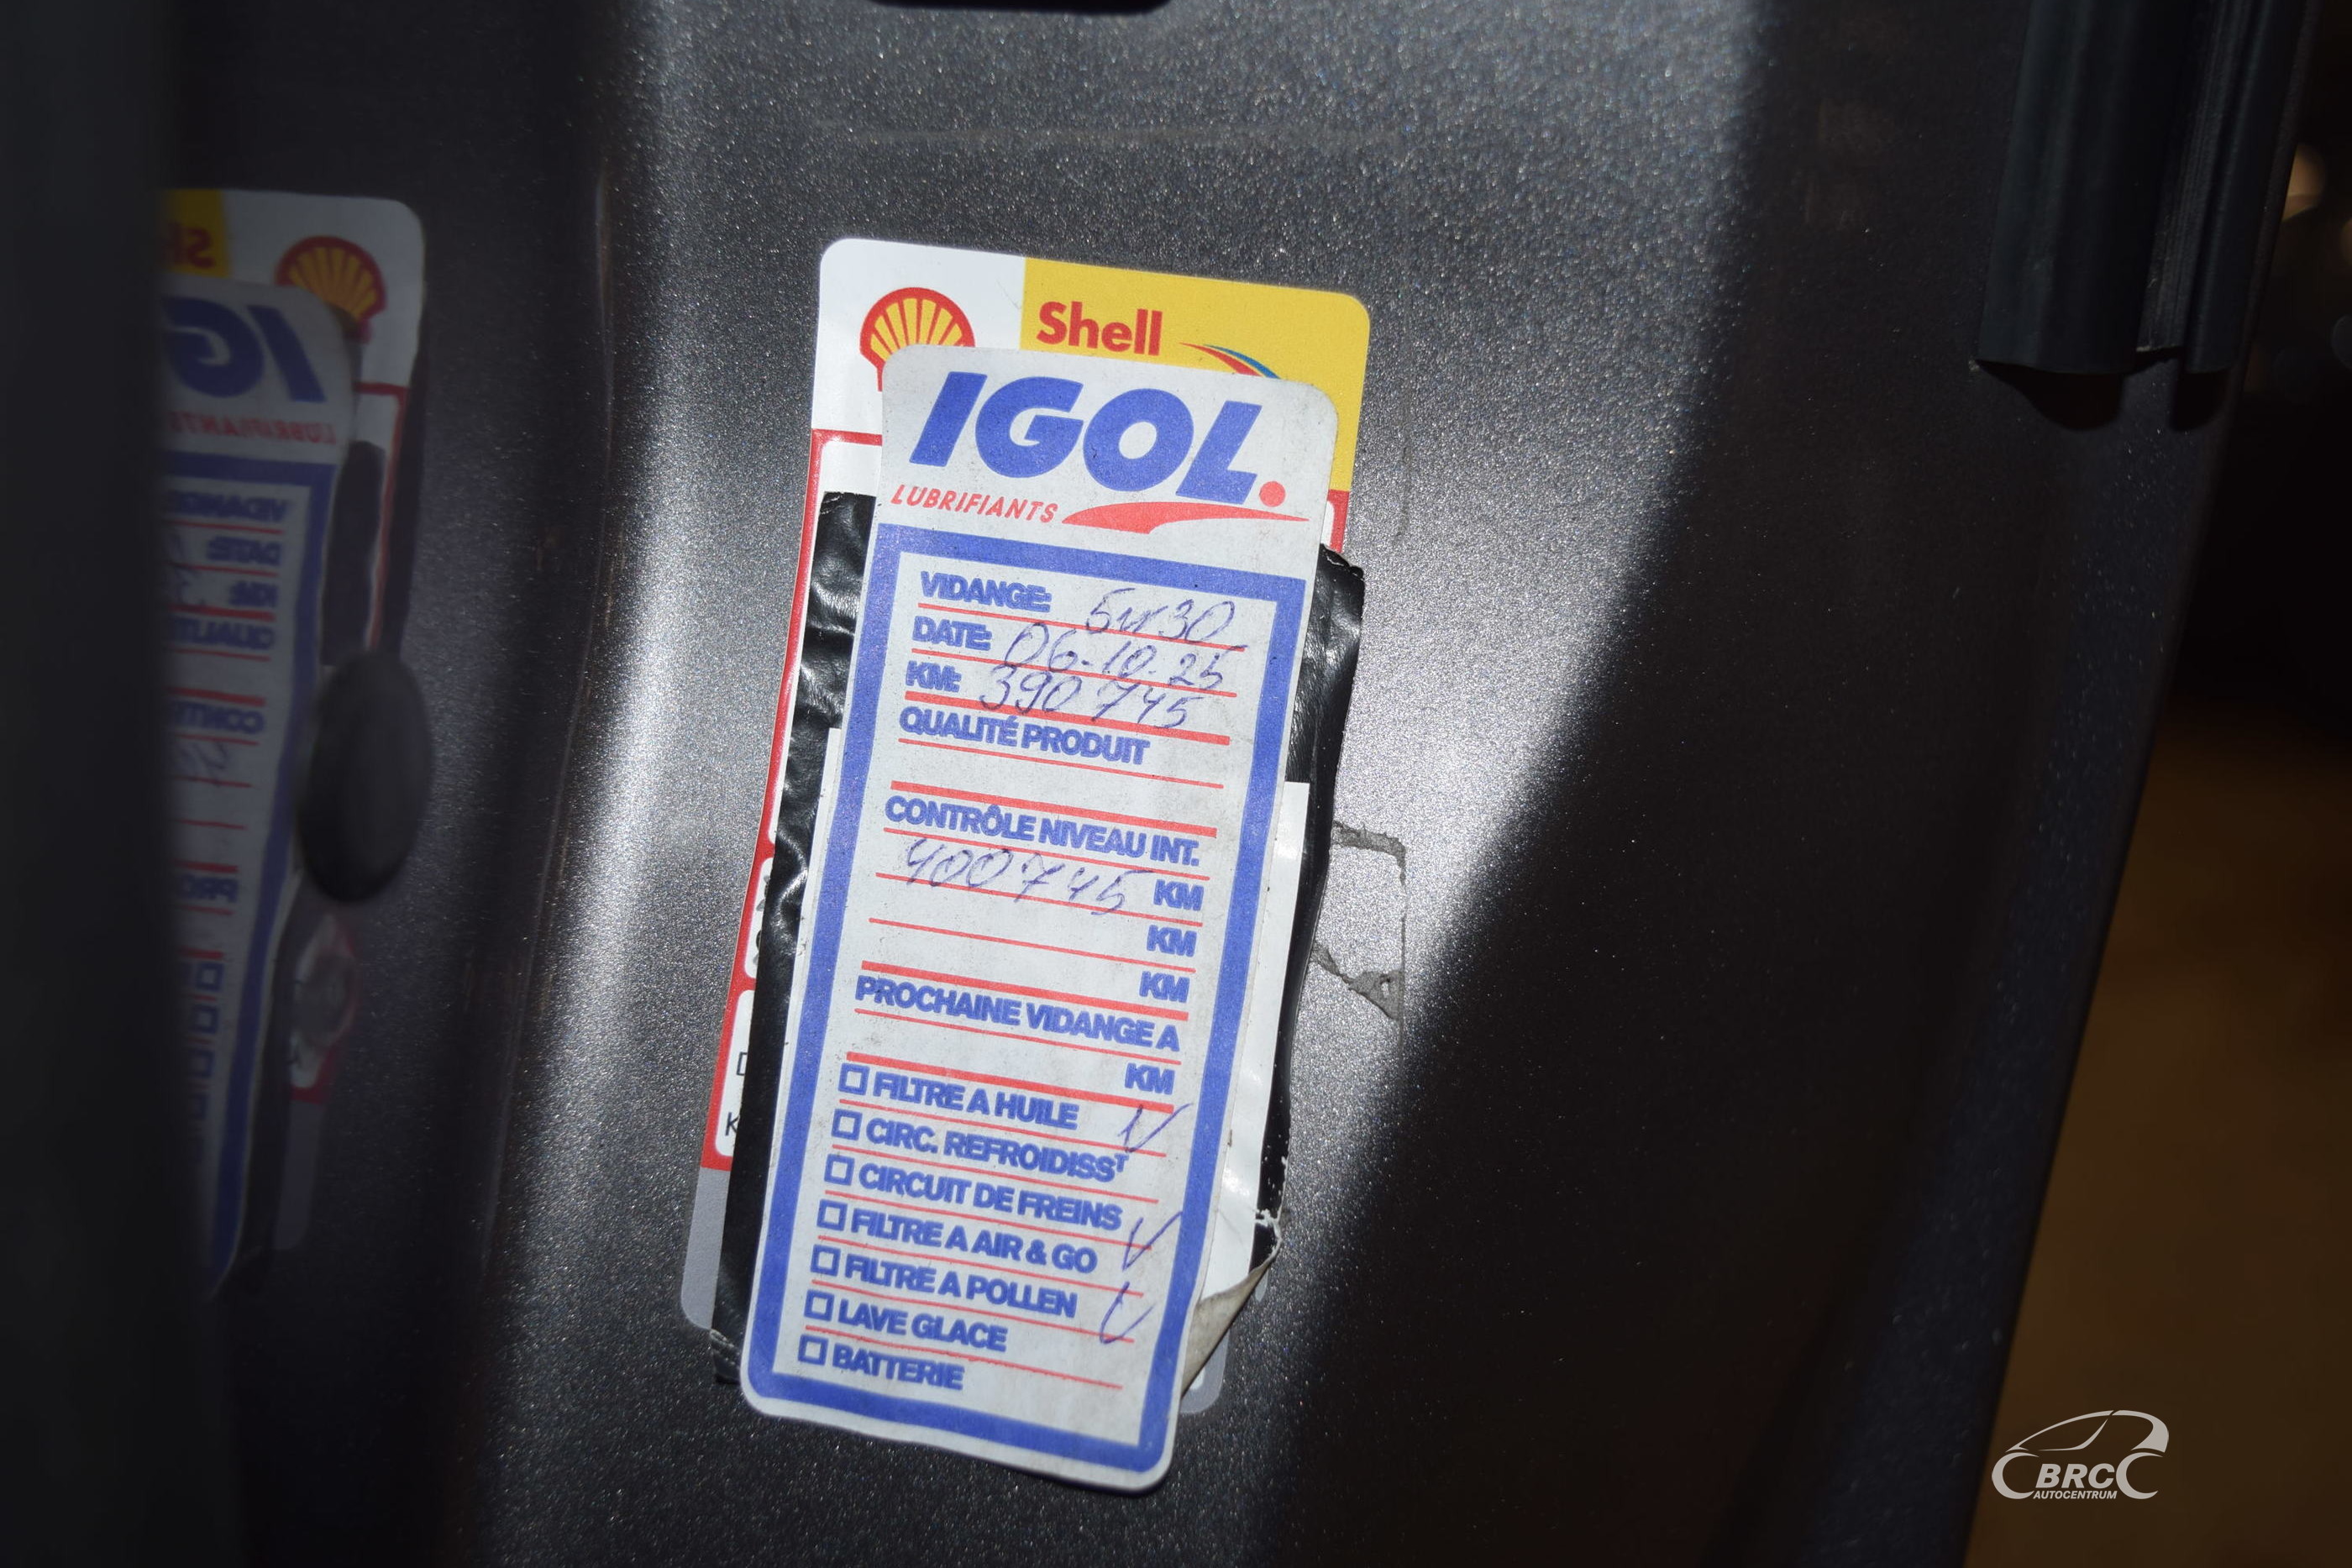 Shell
IGOL.
LUBRIFIANTS
VIDANGE: 5w30
DATE: 06-10-25
KM: 390745
QUALITÉ PRODUIT
CONTRÔLE NIVEAU INT.
400745 KM
KM
KM
PROCHAINE VIDANGE A
KM
FILTRE A HUILE V
CIRC. REFROIDISST
CIRCUIT DE FREINS
FILTRE A AIR & GO V
FILTRE A POLLEN V
LAVE GLACE
BATTERIE
BRC
AUTOCENTRUM